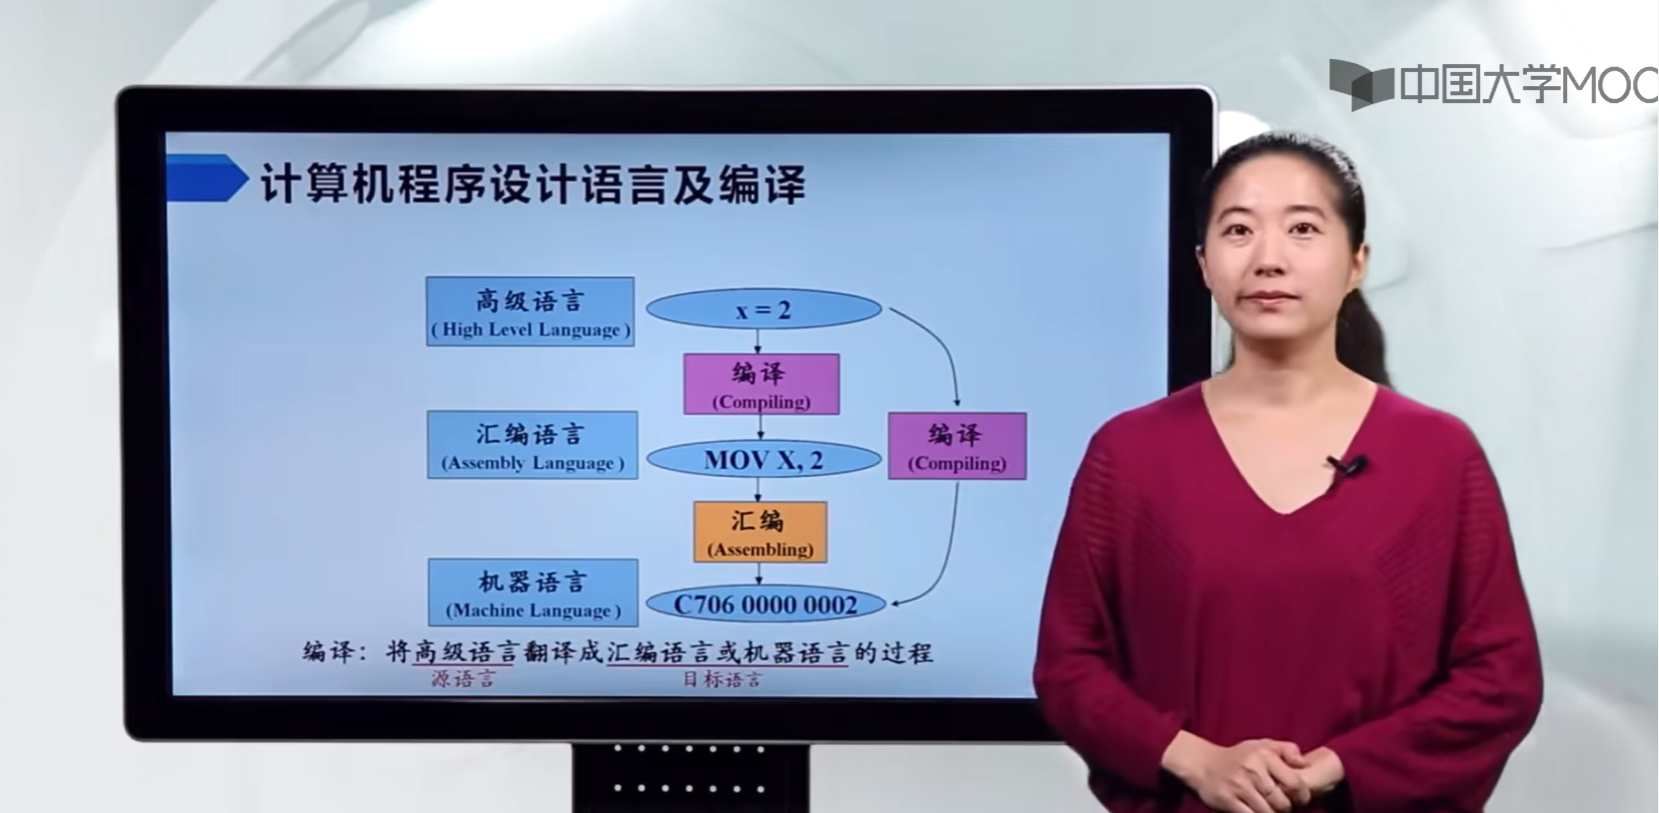 中国大学MOO
计算机程序设计语言及编译
高级语言
( High Level Language )
x = 2
编译
(Compiling)
汇编语言
(Assembly Language )
MOV X, 2
编译
(Compiling)
汇编
(Assembling)
机器语言
(Machine Language )
C706 0000 0002
编译：将高级语言翻译成汇编语言或机器语言的过程
源语言
目标语言